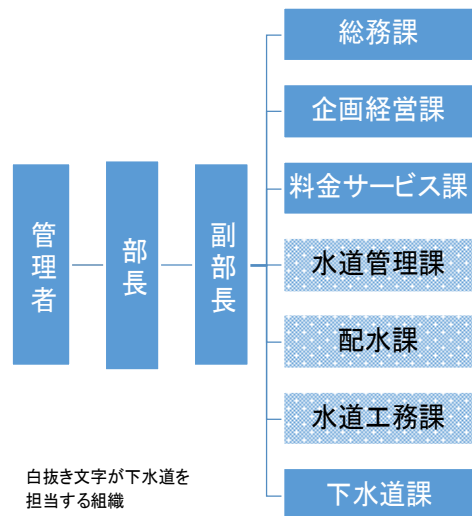 管理者
部長
副部長
総務課
企画経営課
料金サービス課
水道管理課
配水課
水道工務課
下水道課
白抜き文字が下水道を
担当する組織